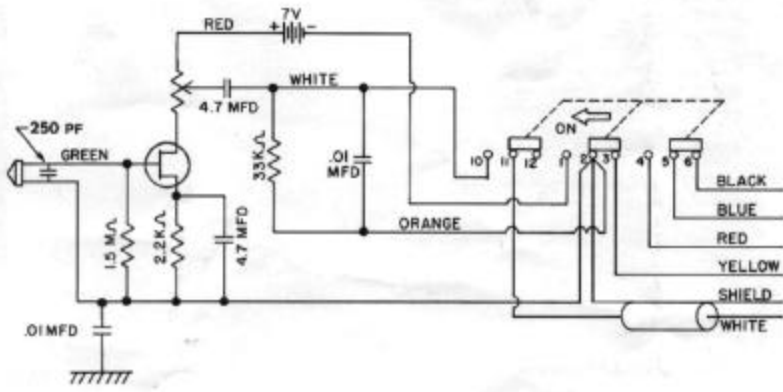 RED
+ 7V -
WHITE
4.7 MFD
250 PF
GREEN
33KΩ
.01
MFD
ON
10 11 12 1 2 3 4 5 6
BLACK
BLUE
ORANGE
RED
1.5 MΩ
2.2KΩ
4.7 MFD
YELLOW
SHIELD
WHITE
.01 MFD